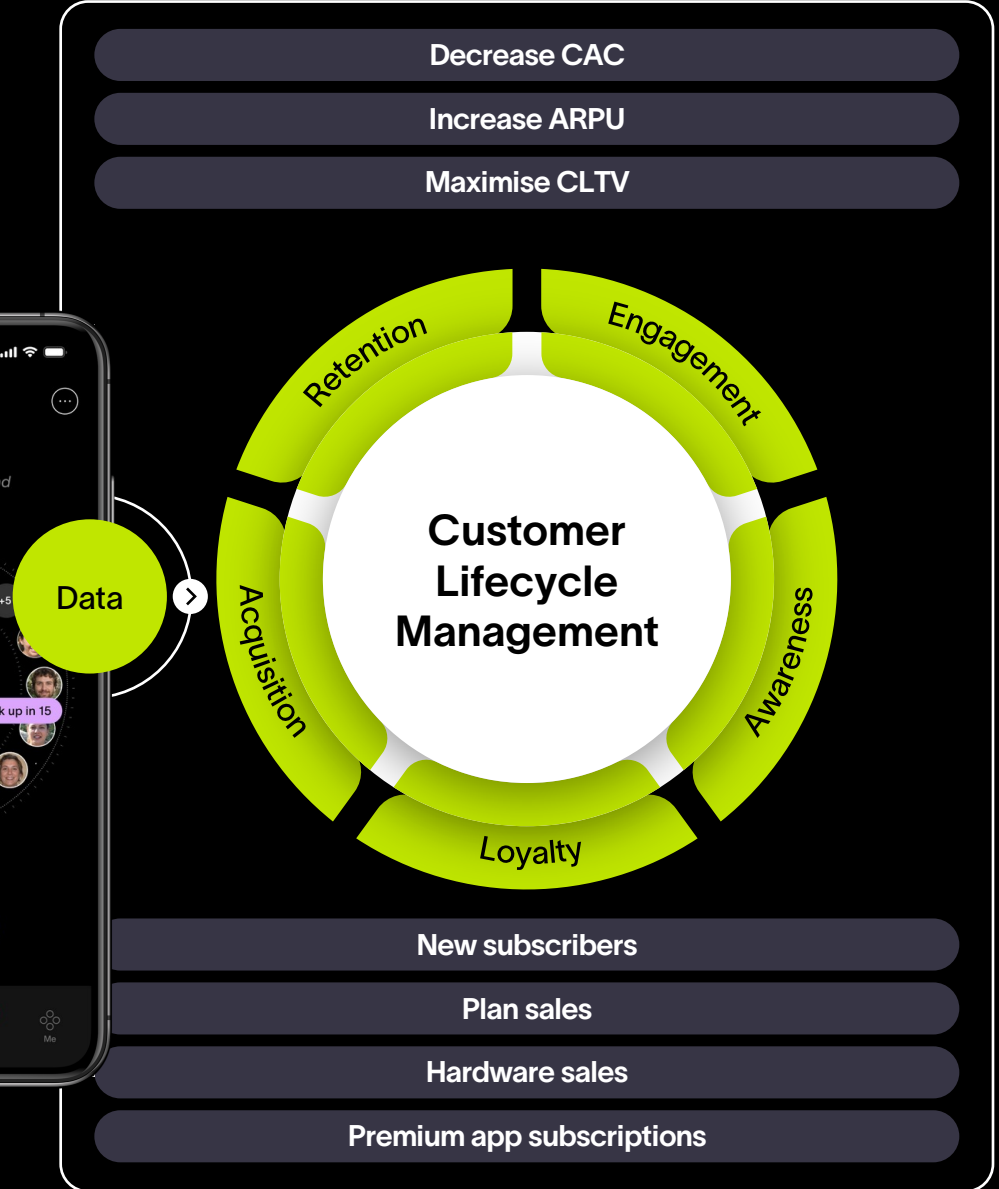 Decrease CAC
Increase ARPU
Maximise CLTV
Retention
Engagement
Customer
Lifecycle
Management
Data
+5
k up in 15
Acquisition
Awareness
Loyalty
New subscribers
Plan sales
Hardware sales
Premium app subscriptions
Me